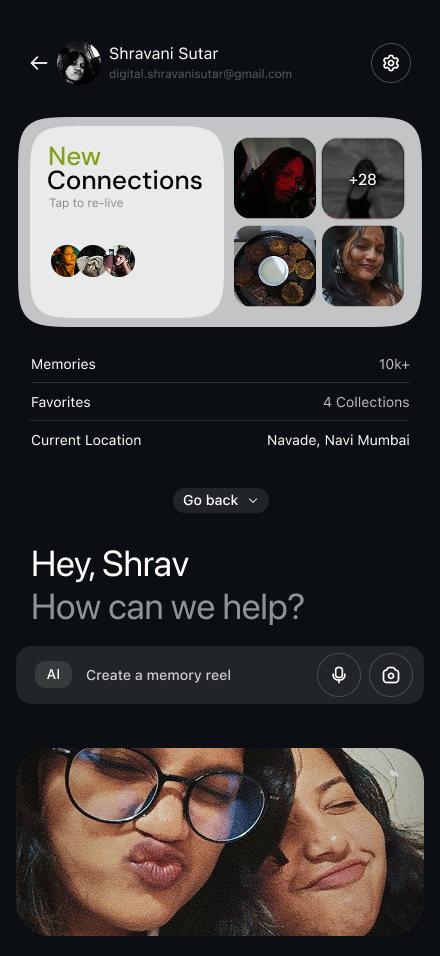 Shravani Sutar
digital.shravanisutar@gmail.com
New
Connections
Tap to re-live
+28
Memories 10k+
Favorites 4 Collections
Current Location Navade, Navi Mumbai
Go back
Hey, Shrav
How can we help?
AI Create a memory reel